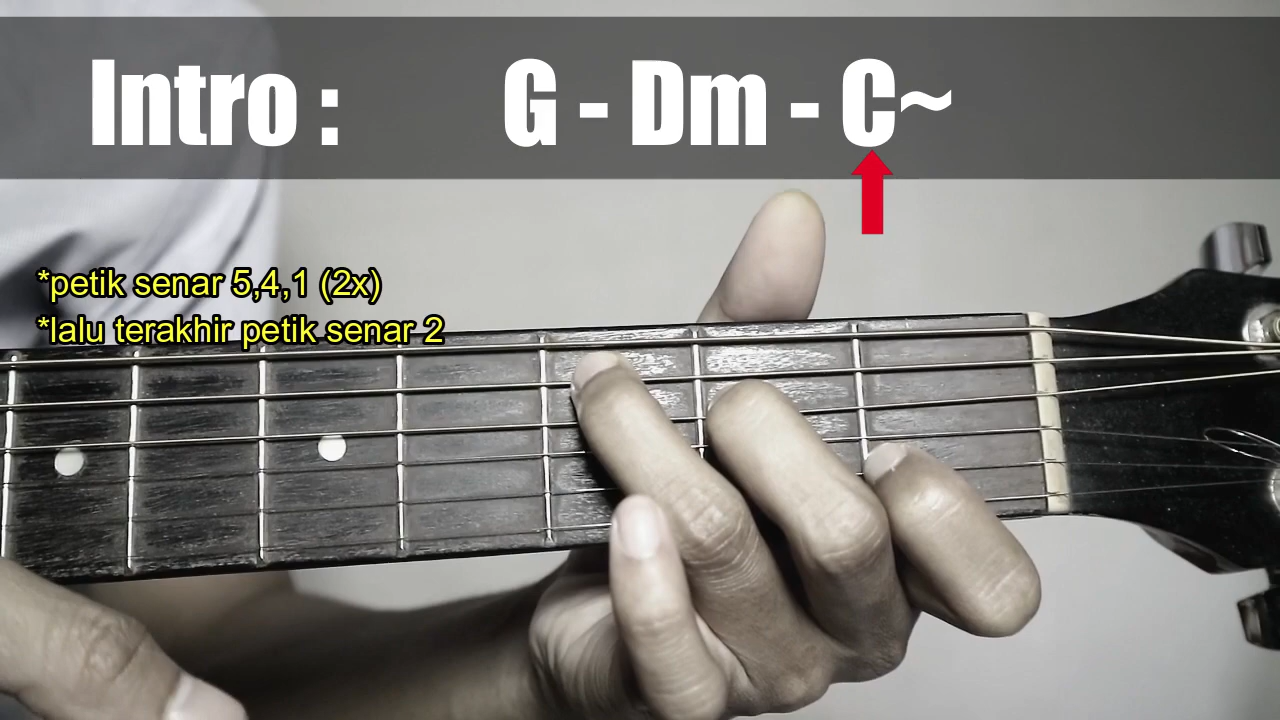 Intro : G - Dm - C~
*petik senar 5,4,1 (2x)
*lalu terakhir petik senar 2